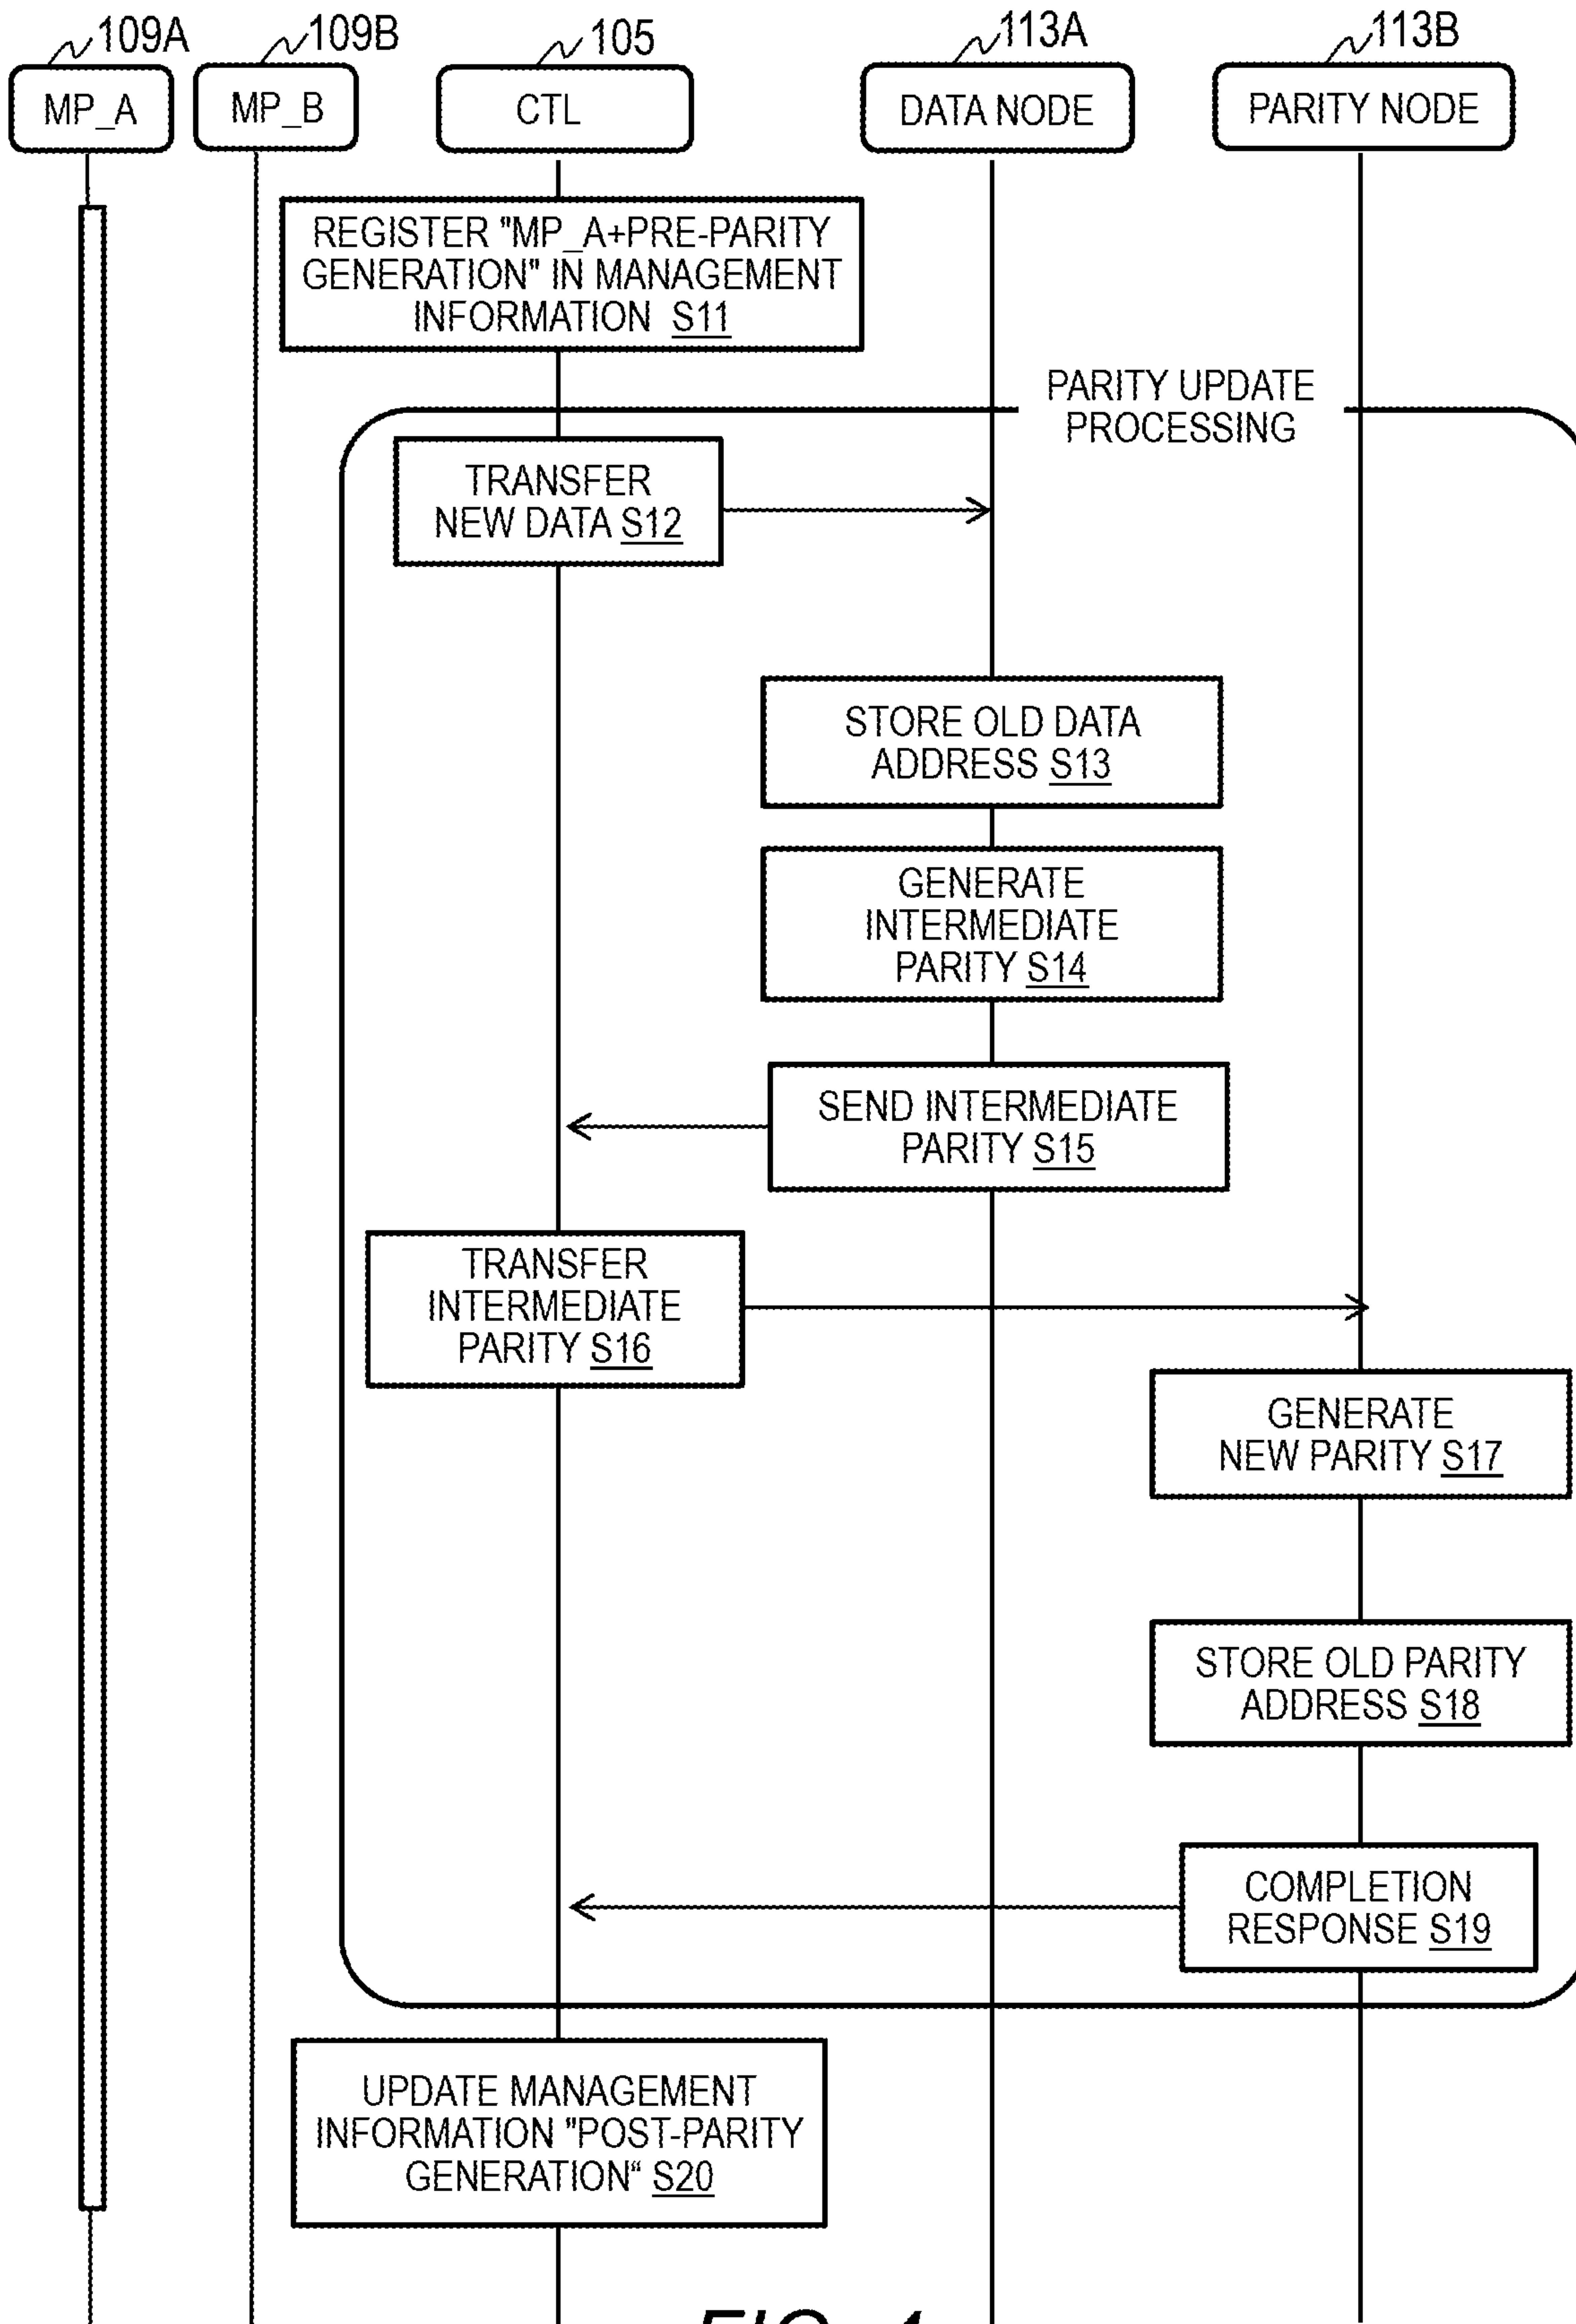 109A
109B
105
113A
113B
MP_A
MP_B
CTL
DATA NODE
PARITY NODE
REGISTER "MP_A+PRE-PARITY
GENERATION" IN MANAGEMENT
INFORMATION S11
PARITY UPDATE
PROCESSING
TRANSFER
NEW DATA S12
STORE OLD DATA
ADDRESS S13
GENERATE
INTERMEDIATE
PARITY S14
SEND INTERMEDIATE
PARITY S15
TRANSFER
INTERMEDIATE
PARITY S16
GENERATE
NEW PARITY S17
STORE OLD PARITY
ADDRESS S18
COMPLETION
RESPONSE S19
UPDATE MANAGEMENT
INFORMATION "POST-PARITY
GENERATION“ S20